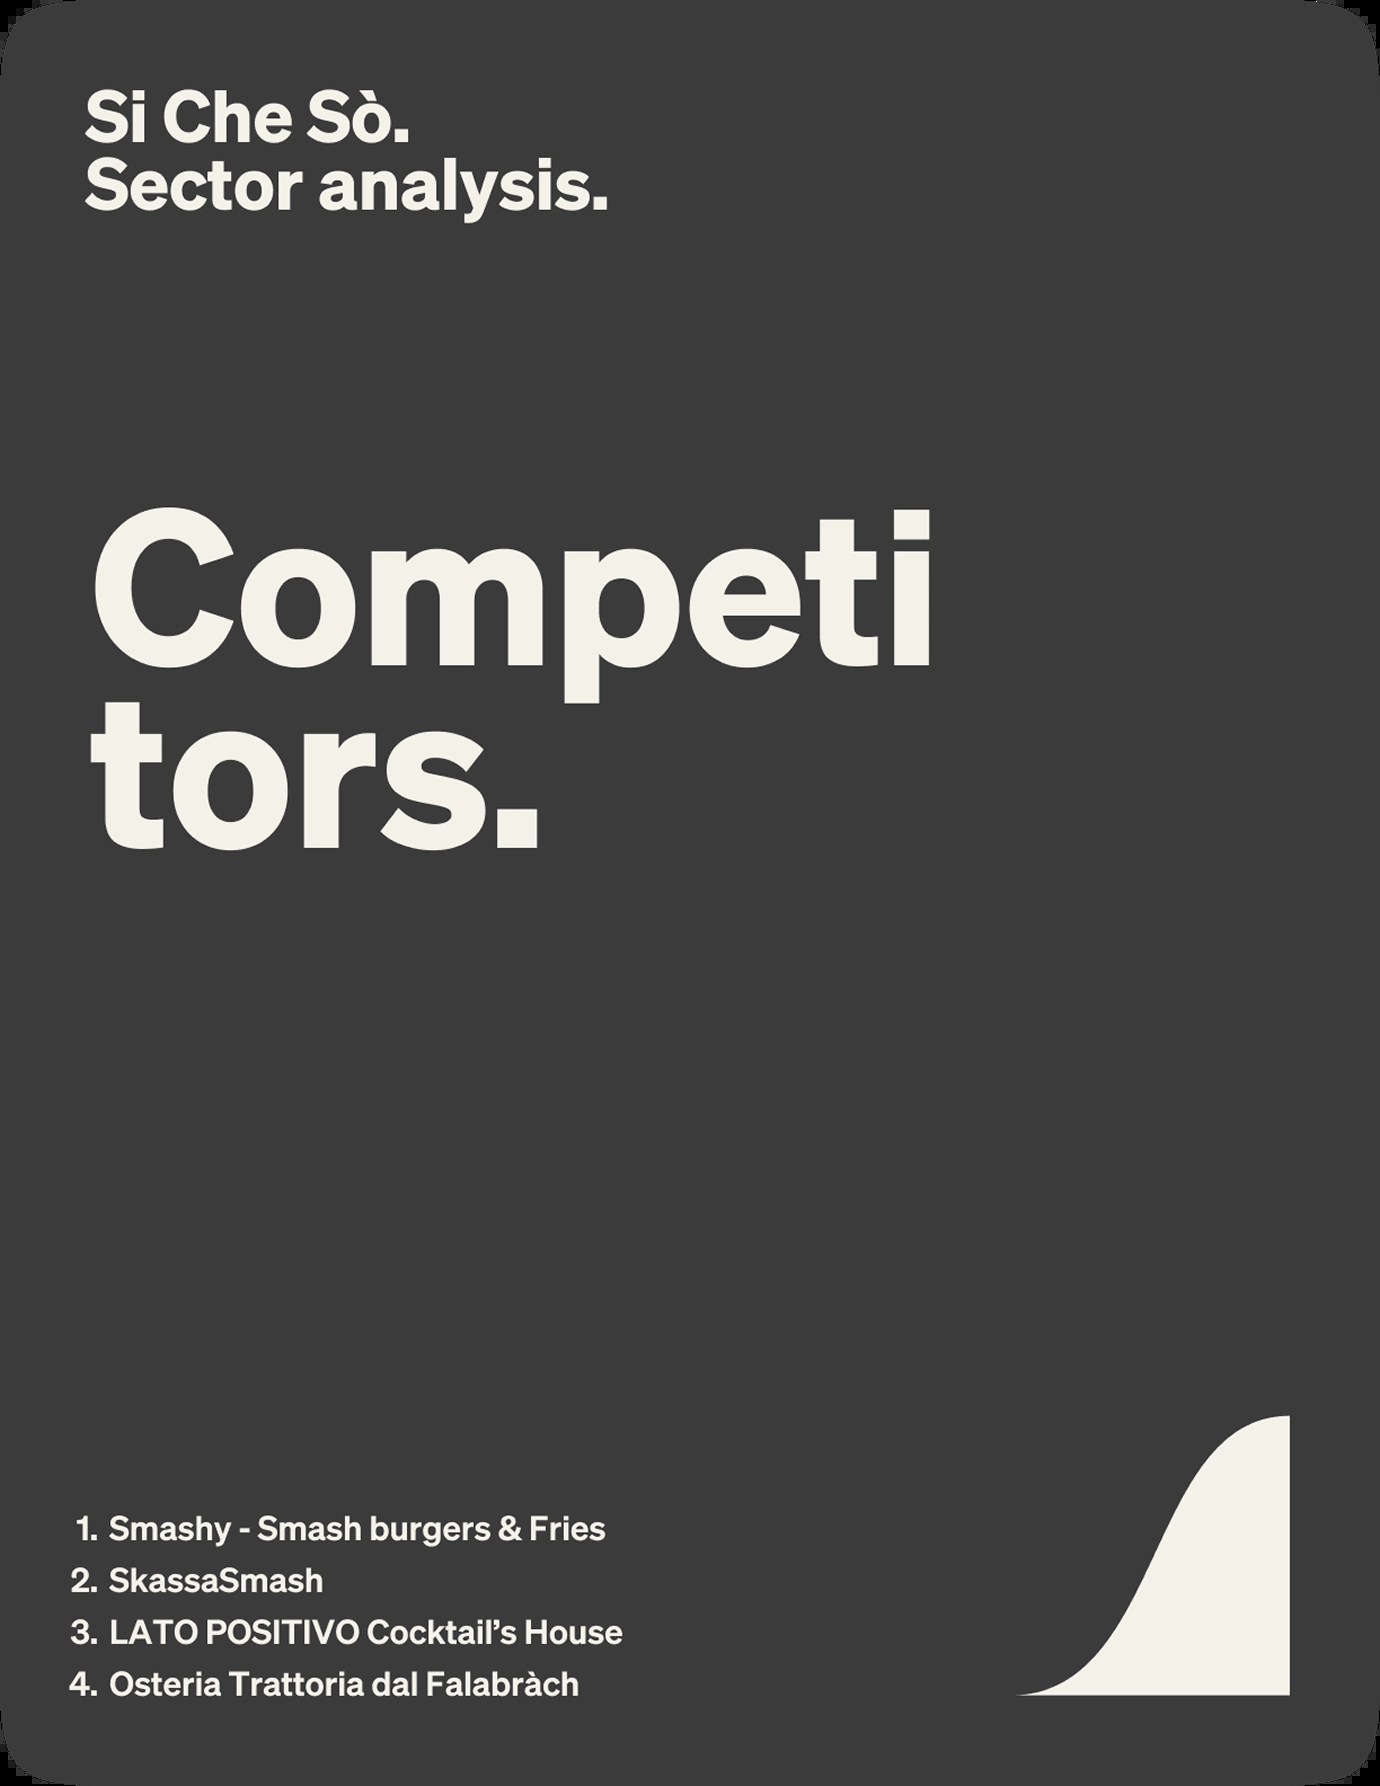 Si Che Sò.
Sector analysis.
Competi
tors.
1. Smashy - Smash burgers & Fries
2. SkassaSmash
3. LATO POSITIVO Cocktail’s House
4. Osteria Trattoria dal Falabràch